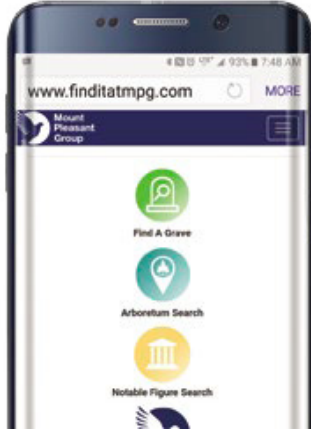 93% 7:48 AM
www.finditatmpg.com MORE
Mount
Pleasant
Group
Find A Grave
Arboretum Search
Notable Figure Search